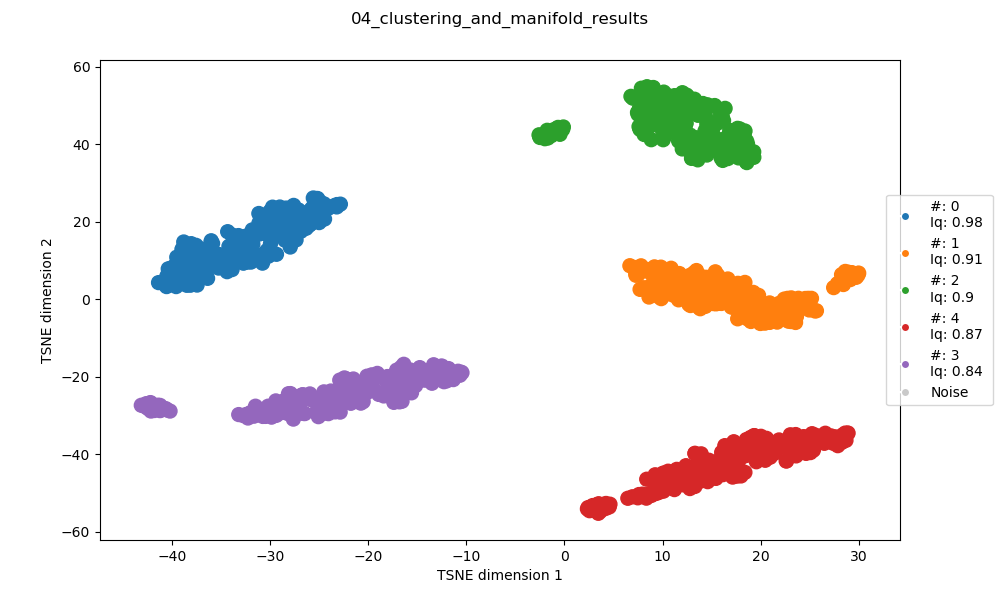 04_clustering_and_manifold_results
60
40
20
0
−20
−40
−60
TSNE dimension 2
−40
−30
−20
−10
0
10
20
30
TSNE dimension 1
#: 0
Iq: 0.98
#: 1
Iq: 0.91
#: 2
Iq: 0.9
#: 4
Iq: 0.87
#: 3
Iq: 0.84
Noise